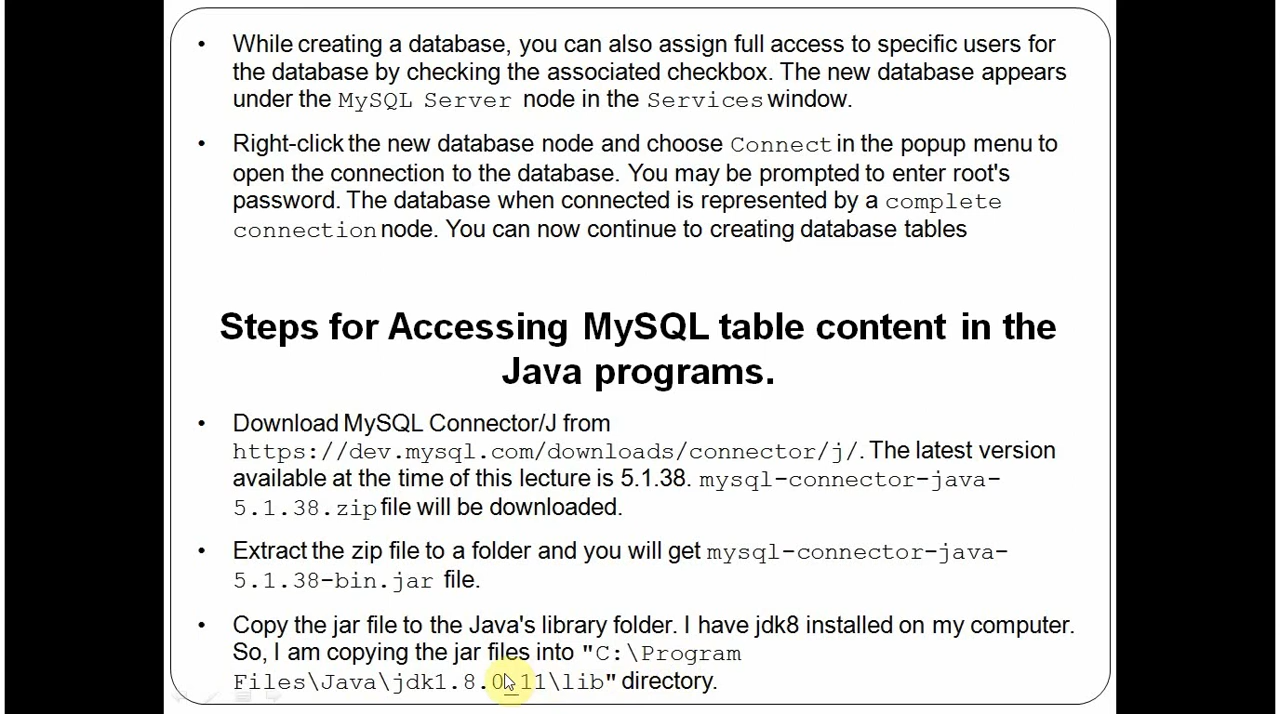 • While creating a database, you can also assign full access to specific users for
the database by checking the associated checkbox. The new database appears
under the MySQL Server node in the Services window.
• Right-click the new database node and choose Connect in the popup menu to
open the connection to the database. You may be prompted to enter root's
password. The database when connected is represented by a complete
connection node. You can now continue to creating database tables
Steps for Accessing MySQL table content in the
Java programs.
• Download MySQL Connector/J from
https://dev.mysql.com/downloads/connector/j/. The latest version
available at the time of this lecture is 5.1.38. mysql-connector-java-
5.1.38.zip file will be downloaded.
• Extract the zip file to a folder and you will get mysql-connector-java-
5.1.38-bin.jar file.
• Copy the jar file to the Java's library folder. I have jdk8 installed on my computer.
So, I am copying the jar files into "C:\Program
Files\Java\jdk1.8.0_11\lib" directory.